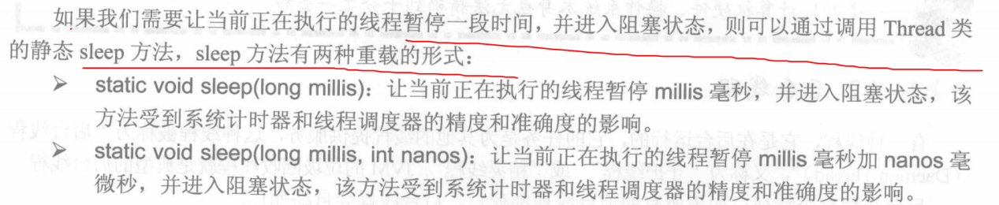 如果我们需要让当前正在执行的线程暂停一段时间，并进入阻塞状态，则可以通过调用 Thread 类
的静态 sleep 方法，sleep 方法有两种重载的形式：
➢ static void sleep(long millis)：让当前正在执行的线程暂停 millis 毫秒，并进入阻塞状态，该
方法受到系统计时器和线程调度器的精度和准确度的影响。
➢ static void sleep(long millis, int nanos)：让当前正在执行的线程暂停 millis 毫秒加 nanos 毫
微秒，并进入阻塞状态，该方法受到系统计时器和线程调度器的精度和准确度的影响。